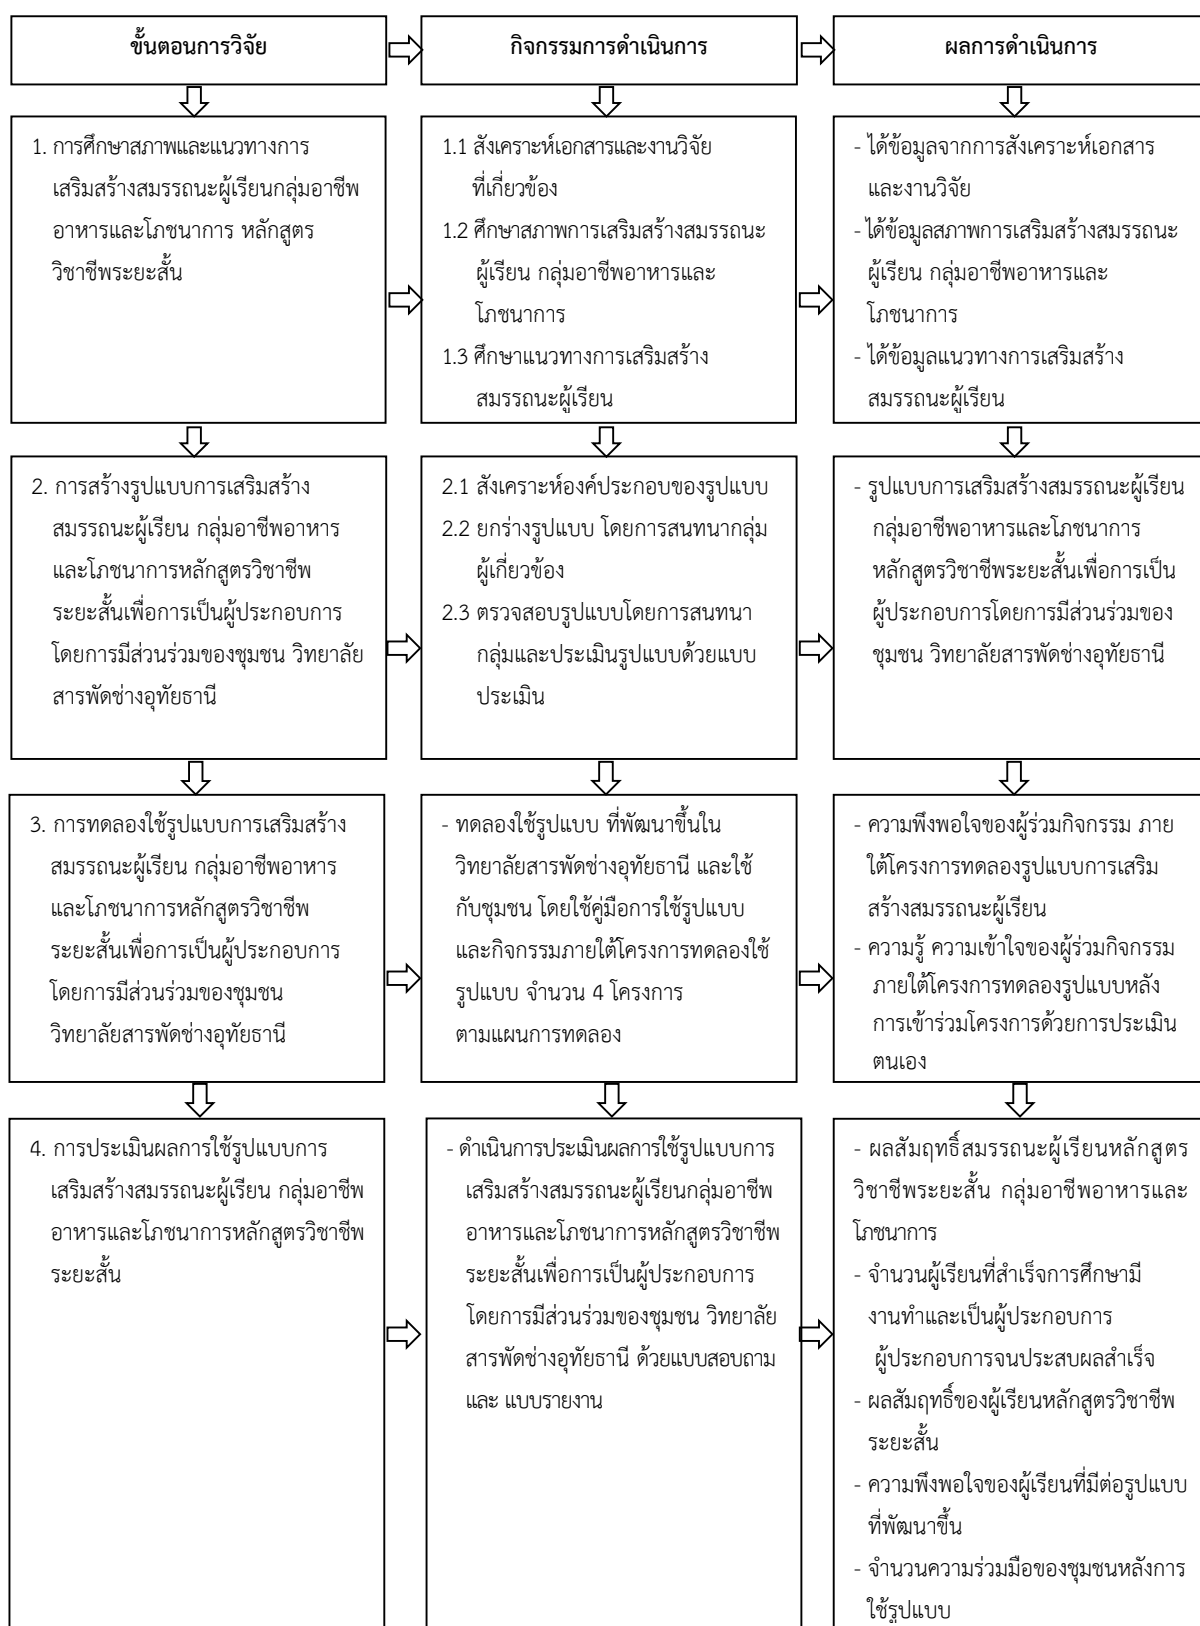 ขั้นตอนการวิจัย
กิจกรรมการดำเนินการ
ผลการดำเนินการ
1. การศึกษาสภาพและแนวทางการ
เสริมสร้างสมรรถนะผู้เรียนกลุ่มอาชีพ
อาหารและโภชนาการ หลักสูตร
วิชาชีพระยะสั้น
1.1 สังเคราะห์เอกสารและงานวิจัย
ที่เกี่ยวข้อง
1.2 ศึกษาสภาพการเสริมสร้างสมรรถนะ
ผู้เรียน กลุ่มอาชีพอาหารและ
โภชนาการ
1.3 ศึกษาแนวทางการเสริมสร้าง
สมรรถนะผู้เรียน
- ได้ข้อมูลจากการสังเคราะห์เอกสาร
และงานวิจัย
- ได้ข้อมูลสภาพการเสริมสร้างสมรรถนะ
ผู้เรียน กลุ่มอาชีพอาหารและ
โภชนาการ
- ได้ข้อมูลแนวทางการเสริมสร้าง
สมรรถนะผู้เรียน
2. การสร้างรูปแบบการเสริมสร้าง
สมรรถนะผู้เรียน กลุ่มอาชีพอาหาร
และโภชนาการหลักสูตรวิชาชีพ
ระยะสั้นเพื่อการเป็นผู้ประกอบการ
โดยการมีส่วนร่วมของชุมชน วิทยาลัย
สารพัดช่างอุทัยธานี
2.1 สังเคราะห์องค์ประกอบของรูปแบบ
2.2 ยกร่างรูปแบบ โดยการสนทนากลุ่ม
ผู้เกี่ยวข้อง
2.3 ตรวจสอบรูปแบบโดยการสนทนา
กลุ่มและประเมินรูปแบบด้วยแบบ
ประเมิน
- รูปแบบการเสริมสร้างสมรรถนะผู้เรียน
กลุ่มอาชีพอาหารและโภชนาการ
หลักสูตรวิชาชีพระยะสั้นเพื่อการเป็น
ผู้ประกอบการโดยการมีส่วนร่วมของ
ชุมชน วิทยาลัยสารพัดช่างอุทัยธานี
3. การทดลองใช้รูปแบบการเสริมสร้าง
สมรรถนะผู้เรียน กลุ่มอาชีพอาหาร
และโภชนาการหลักสูตรวิชาชีพ
ระยะสั้นเพื่อการเป็นผู้ประกอบการ
โดยการมีส่วนร่วมของชุมชน
วิทยาลัยสารพัดช่างอุทัยธานี
- ทดลองใช้รูปแบบ ที่พัฒนาขึ้นใน
วิทยาลัยสารพัดช่างอุทัยธานี และใช้
กับชุมชน โดยใช้คู่มือการใช้รูปแบบ
และกิจกรรมภายใต้โครงการทดลองใช้
รูปแบบ จำนวน 4 โครงการ
ตามแผนการทดลอง
- ความพึงพอใจของผู้ร่วมกิจกรรม ภาย
ใต้โครงการทดลองรูปแบบการเสริม
สร้างสมรรถนะผู้เรียน
- ความรู้ ความเข้าใจของผู้ร่วมกิจกรรม
ภายใต้โครงการทดลองรูปแบบหลัง
การเข้าร่วมโครงการด้วยการประเมิน
ตนเอง
4. การประเมินผลการใช้รูปแบบการ
เสริมสร้างสมรรถนะผู้เรียน กลุ่มอาชีพ
อาหารและโภชนาการหลักสูตรวิชาชีพ
ระยะสั้น
- ดำเนินการประเมินผลการใช้รูปแบบการ
เสริมสร้างสมรรถนะผู้เรียนกลุ่มอาชีพ
อาหารและโภชนาการหลักสูตรวิชาชีพ
ระยะสั้นเพื่อการเป็นผู้ประกอบการ
โดยการมีส่วนร่วมของชุมชน วิทยาลัย
สารพัดช่างอุทัยธานี ด้วยแบบสอบถาม
และ แบบรายงาน
- ผลสัมฤทธิ์สมรรถนะผู้เรียนหลักสูตร
วิชาชีพระยะสั้น กลุ่มอาชีพอาหารและ
โภชนาการ
- จำนวนผู้เรียนที่สำเร็จการศึกษามี
งานทำและเป็นผู้ประกอบการ
ผู้ประกอบการจนประสบผลสำเร็จ
- ผลสัมฤทธิ์ของผู้เรียนหลักสูตรวิชาชีพ
ระยะสั้น
- ความพึงพอใจของผู้เรียนที่มีต่อรูปแบบ
ที่พัฒนาขึ้น
- จำนวนความร่วมมือของชุมชนหลังการ
ใช้รูปแบบ